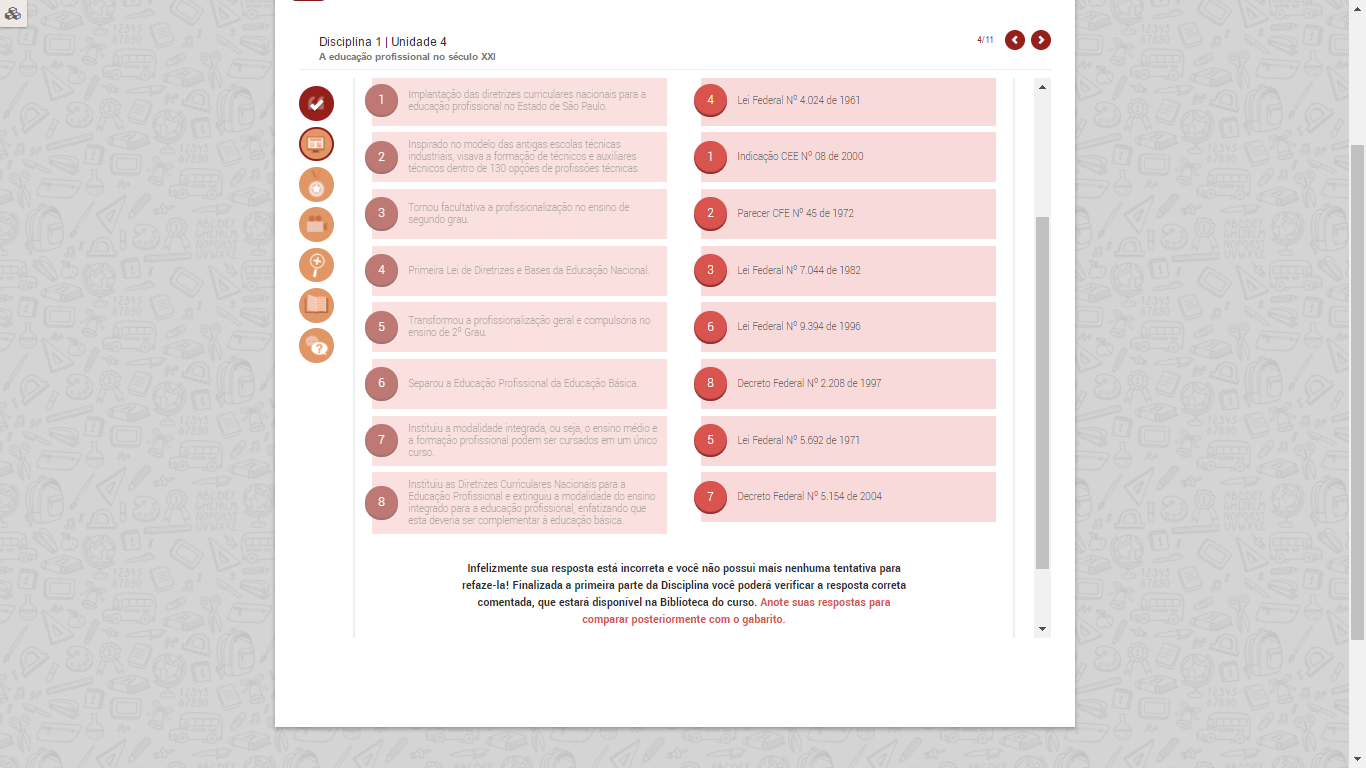 Disciplina 1 | Unidade 4
4/11
A educação profissional no século XXI
1
Implantação das diretrizes curriculares nacionais para a
educação profissional no Estado de São Paulo.
2
Inspirado no modelo das antigas escolas técnicas
industriais, visava a formação de técnicos e auxiliares
técnicos dentro de 130 opções de profissões técnicas.
3
Tornou facultativa a profissionalização no ensino de
segundo grau.
4
Primeira Lei de Diretrizes e Bases da Educação Nacional.
5
Transformou a profissionalização geral e compulsória no
ensino de 2º Grau.
6
Separou a Educação Profissional da Educação Básica.
7
Instituiu a modalidade integrada, ou seja, o ensino médio e
a formação profissional podem ser cursados em um único
curso.
8
Instituiu as Diretrizes Curriculares Nacionais para a
Educação Profissional e extinguiu a modalidade do ensino
integrado para a educação profissional, enfatizando que
esta deveria ser complementar à educação básica.
4
Lei Federal Nº 4.024 de 1961
1
Indicação CEE Nº 08 de 2000
2
Parecer CFE Nº 45 de 1972
3
Lei Federal Nº 7.044 de 1982
6
Lei Federal Nº 9.394 de 1996
8
Decreto Federal Nº 2.208 de 1997
5
Lei Federal Nº 5.692 de 1971
7
Decreto Federal Nº 5.154 de 2004
Infelizmente sua resposta está incorreta e você não possui mais nenhuma tentativa para
refaze-la! Finalizada a primeira parte da Disciplina você poderá verificar a resposta correta
comentada, que estará disponível na Biblioteca do curso. Anote suas respostas para
comparar posteriormente com o gabarito.